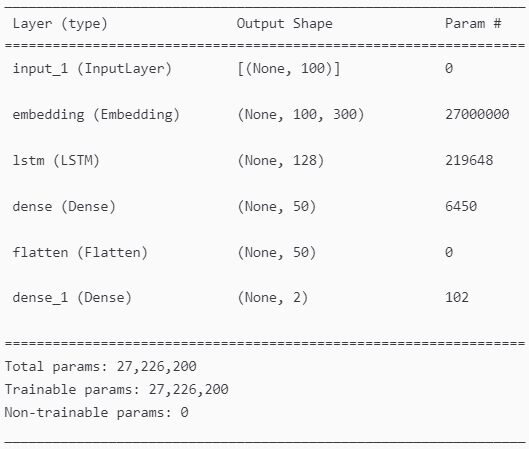 Layer (type) Output Shape Param #
input_1 (InputLayer) [(None, 100)] 0
embedding (Embedding) (None, 100, 300) 27000000
lstm (LSTM) (None, 128) 219648
dense (Dense) (None, 50) 6450
flatten (Flatten) (None, 50) 0
dense_1 (Dense) (None, 2) 102
Total params: 27,226,200
Trainable params: 27,226,200
Non-trainable params: 0